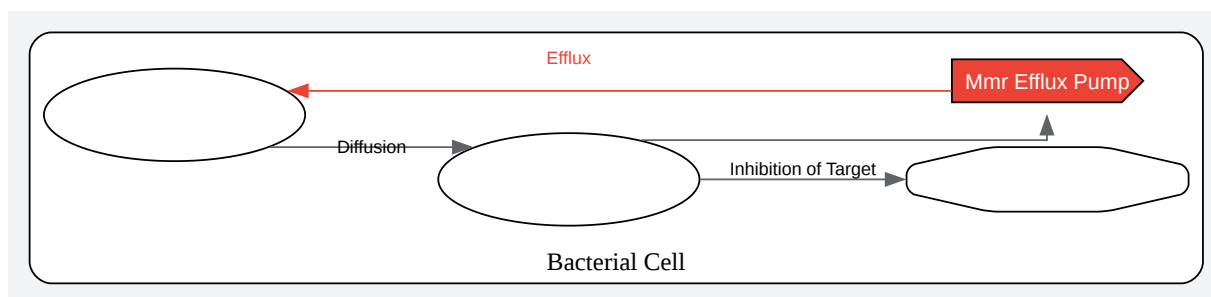 Efflux
Mmr Efflux Pump
Diffusion
Inhibition of Target
Bacterial Cell